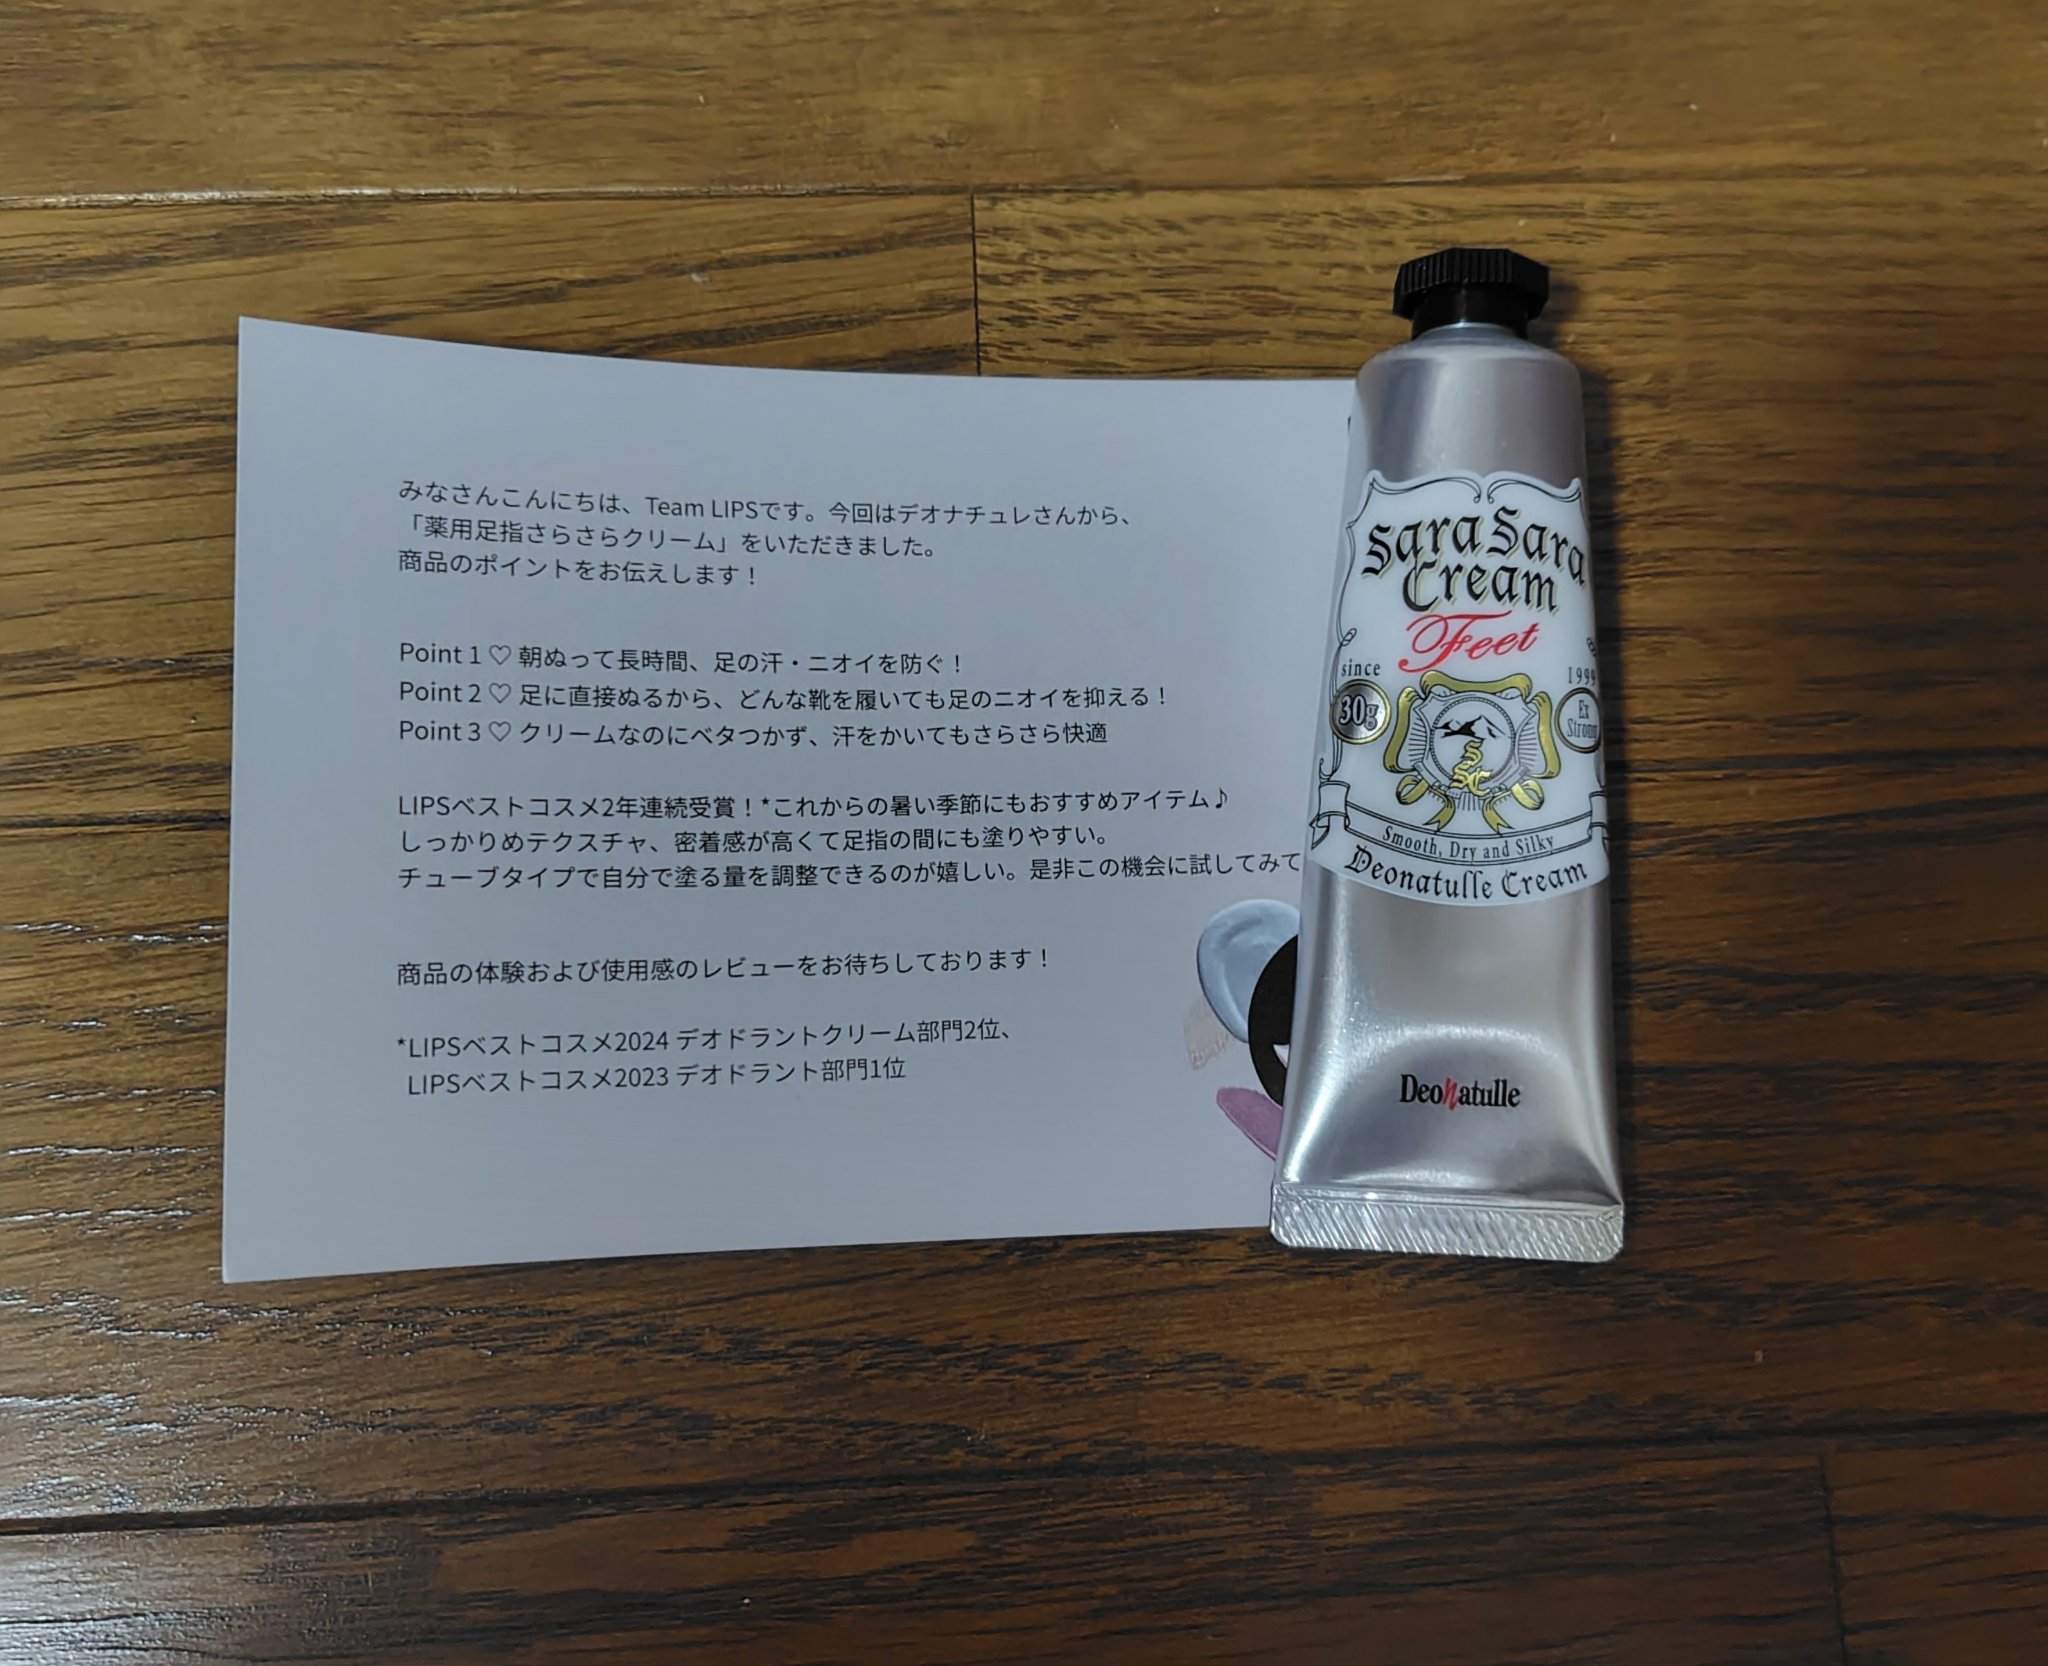 みなさんこんにちは、Team LIPSです。今回はデオナチュレさんから、
「薬用足指さらさらクリーム」をいただきました。
商品のポイントをお伝えします！
Point 1 ♡ 朝ぬって長時間、足の汗・ニオイを防ぐ！
Point 2 ♡ 足に直接ぬるから、どんな靴を履いても足のニオイを抑える！
Point 3 ♡ クリームなのにベタつかず、汗をかいてもさらさら快適
LIPSベストコスメ2年連続受賞！*これからの暑い季節にもおすすめアイテム♪
しっかりめテクスチャ、密着感が高くて足指の間にも塗りやすい。
チューブタイプで自分で塗る量を調整できるのが嬉しい。是非この機会に試してみて
商品の体験および使用感のレビューをお待ちしております！
*LIPSベストコスメ2024 デオドラントクリーム部門2位、
LIPSベストコスメ2023 デオドラント部門1位
Sara Sara
Cream
Feet
since 1999
30g
Ex
Strong
SSC
Smooth, Dry and Silky
Deonatulle Cream
Deonatulle